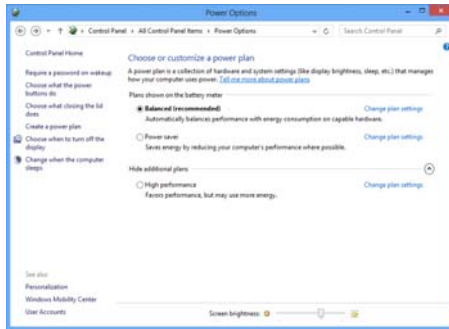 Power Options
Control Panel
All Control Panel Items
Power Options
Search Control Panel
Control Panel Home
Require a password on wakeup
Choose what the power
buttons do
Choose what closing the lid
does
Create a power plan
Choose when to turn off the
display
Change when the computer
sleeps
Choose or customize a power plan
A power plan is a collection of hardware and system settings (like display brightness, sleep, etc.) that manages
how your computer uses power. Tell me more about power plans
Plans shown on the battery meter
Balanced (recommended)
Change plan settings
Automatically balances performance with energy consumption on capable hardware.
Power saver
Change plan settings
Saves energy by reducing your computer's performance where possible.
Hide additional plans
High performance
Change plan settings
Favors performance, but may use more energy.
See also
Personalization
Windows Mobility Center
User Accounts
Screen brightness: